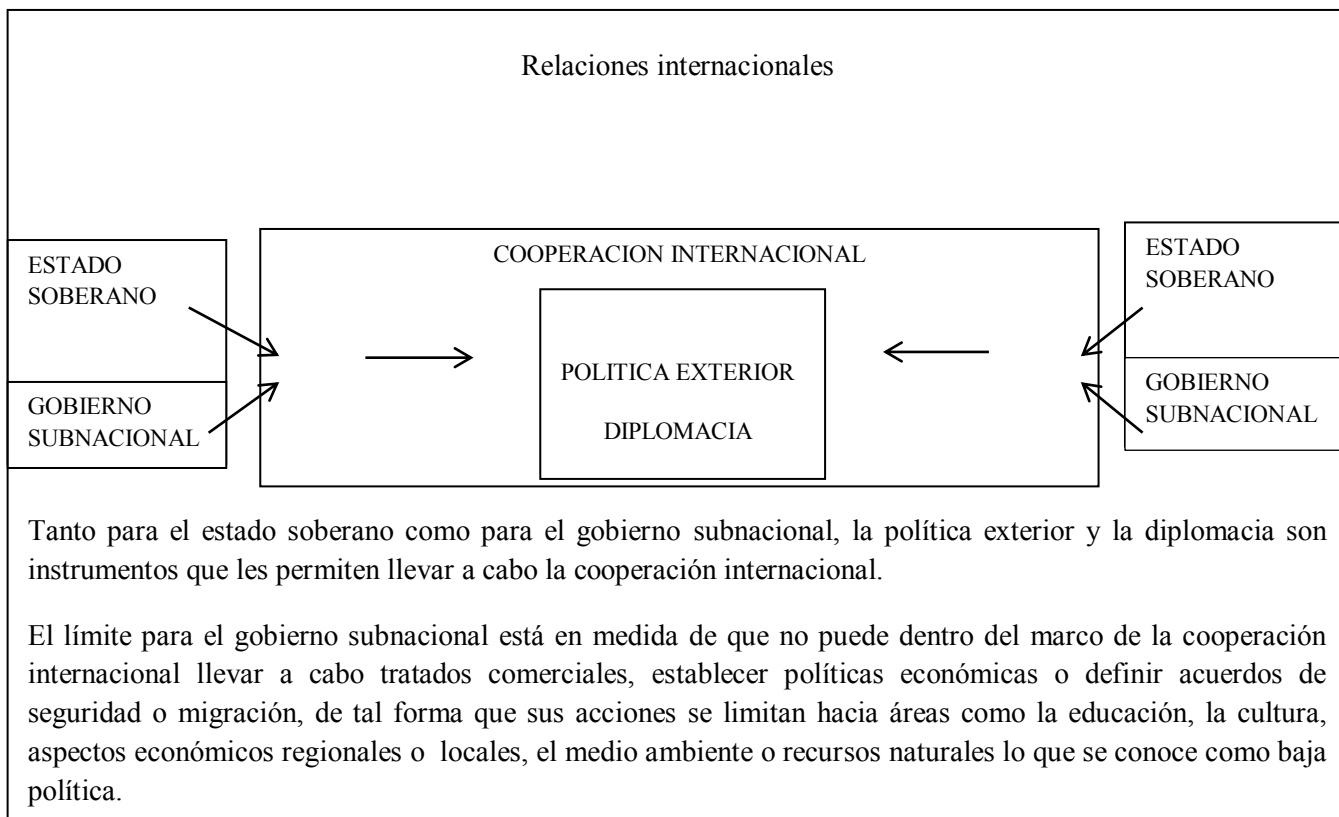 Relaciones internacionales
COOPERACION INTERNACIONAL
ESTADO
SOBERANO
ESTADO
SOBERANO
POLITICA EXTERIOR
DIPLOMACIA
GOBIERNO
SUBNACIONAL
GOBIERNO
SUBNACIONAL
Tanto para el estado soberano como para el gobierno subnacional, la política exterior y la diplomacia son
instrumentos que les permiten llevar a cabo la cooperación internacional.
El límite para el gobierno subnacional está en medida de que no puede dentro del marco de la cooperación
internacional llevar a cabo tratados comerciales, establecer políticas económicas o definir acuerdos de
seguridad o migración, de tal forma que sus acciones se limitan hacia áreas como la educación, la cultura,
aspectos económicos regionales o locales, el medio ambiente o recursos naturales lo que se conoce como baja
política.